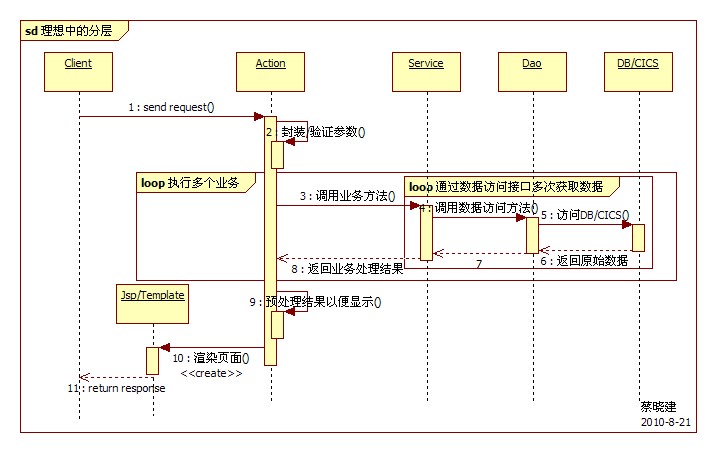 sd 理想中的分层
Client
Action
Service
Dao
DB/CICS
1 : send request()
2 : 封装/验证参数()
loop 执行多个业务
loop 通过数据访问接口多次获取数据
3 : 调用业务方法()
4 : 调用数据访问方法()
5 : 访问DB/CICS()
6 : 返回原始数据
7
8 : 返回业务处理结果
Jsp/Template
9 : 预处理结果以便显示()
10 : 渲染页面()
<<create>>
11 : return response
蔡晓建
2010-8-21